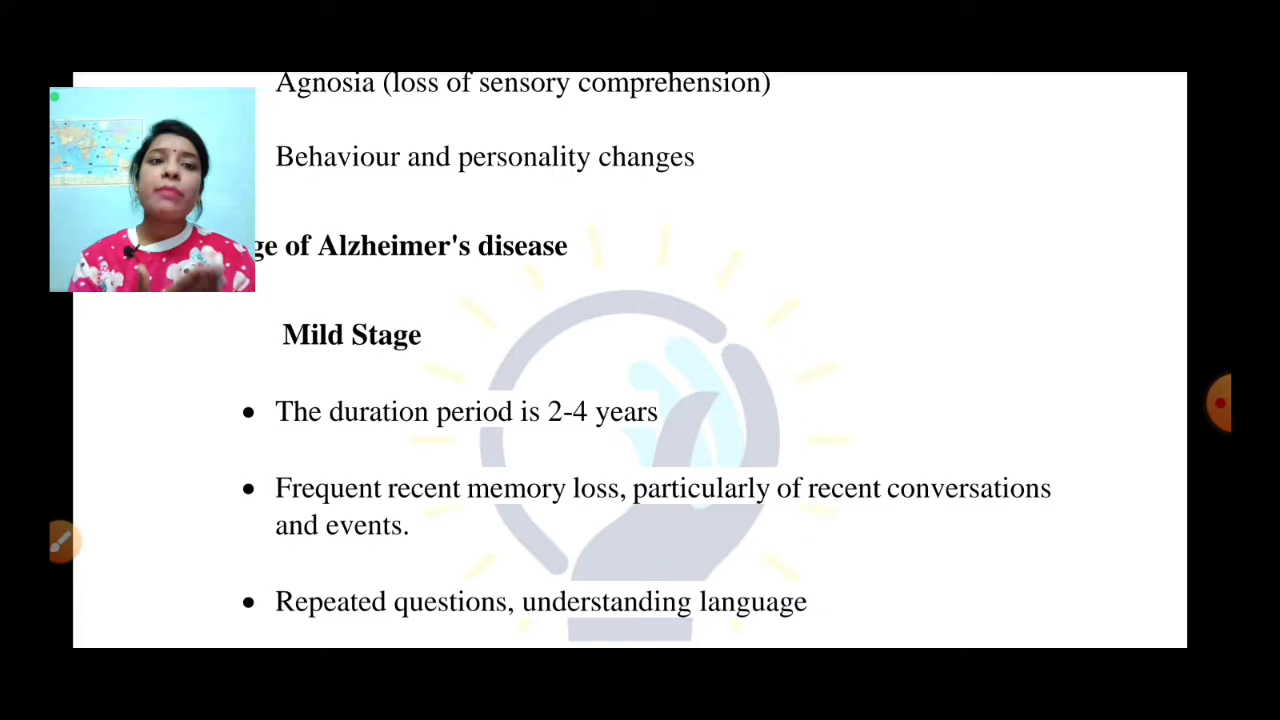 Agnosia (loss of sensory comprehension)
Behaviour and personality changes
ge of Alzheimer's disease
Mild Stage
• The duration period is 2-4 years
• Frequent recent memory loss, particularly of recent conversations
and events.
• Repeated questions, understanding language